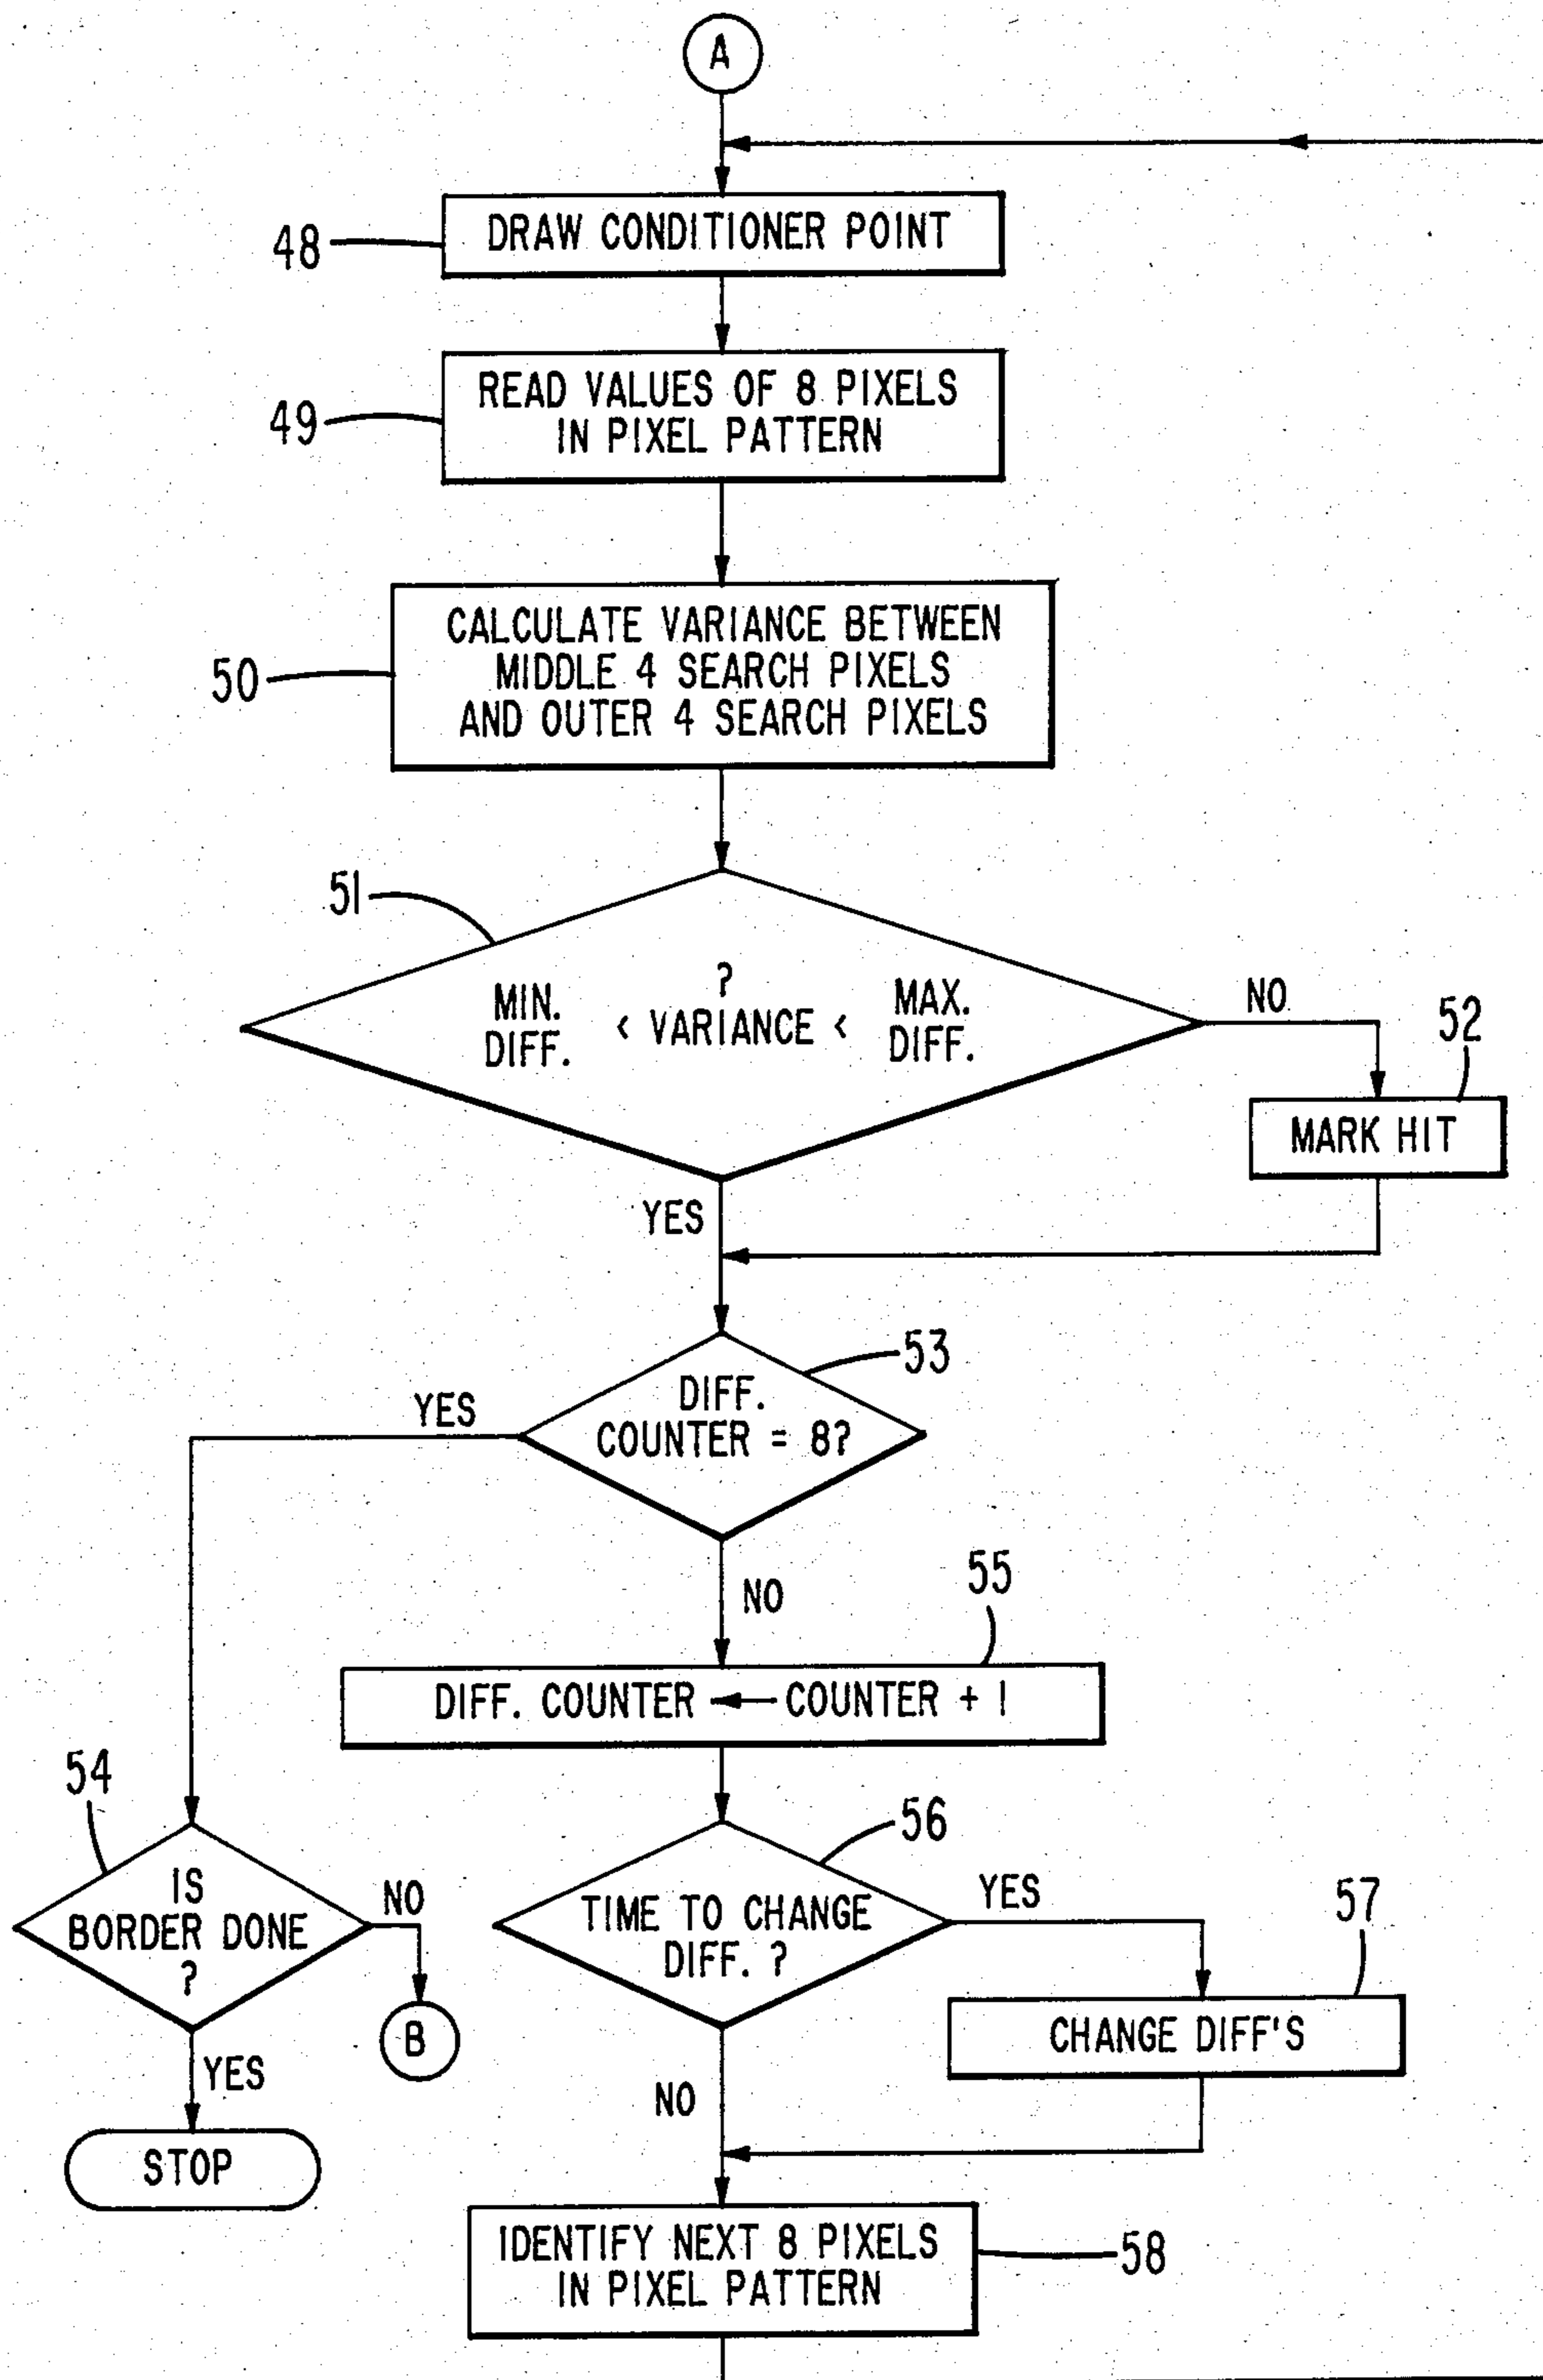 A
48
DRAW CONDITIONER POINT
49
READ VALUES OF 8 PIXELS
IN PIXEL PATTERN
50
CALCULATE VARIANCE BETWEEN
MIDDLE 4 SEARCH PIXELS
AND OUTER 4 SEARCH PIXELS
51
?
MIN.
DIFF.
< VARIANCE <
MAX.
DIFF.
NO
52
MARK HIT
YES
53
DIFF.
COUNTER = 8?
YES
NO
55
DIFF. COUNTER ← COUNTER + 1
54
IS
BORDER DONE
?
NO
B
YES
STOP
56
TIME TO CHANGE
DIFF. ?
YES
57
CHANGE DIFF'S
NO
58
IDENTIFY NEXT 8 PIXELS
IN PIXEL PATTERN